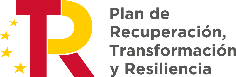 Plan de
Recuperación,
Transformación
y Resiliencia